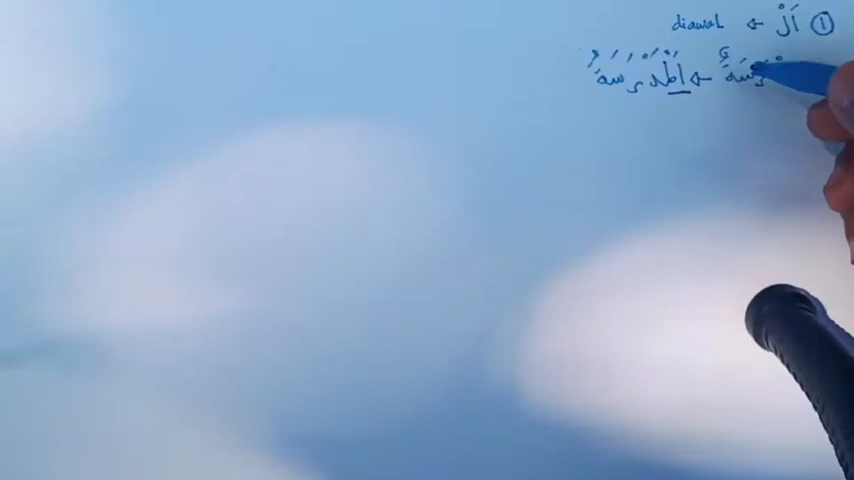 ① اَلْ ← diawal
رَسَةٌ ← اَلْمَدْرَسَةُ